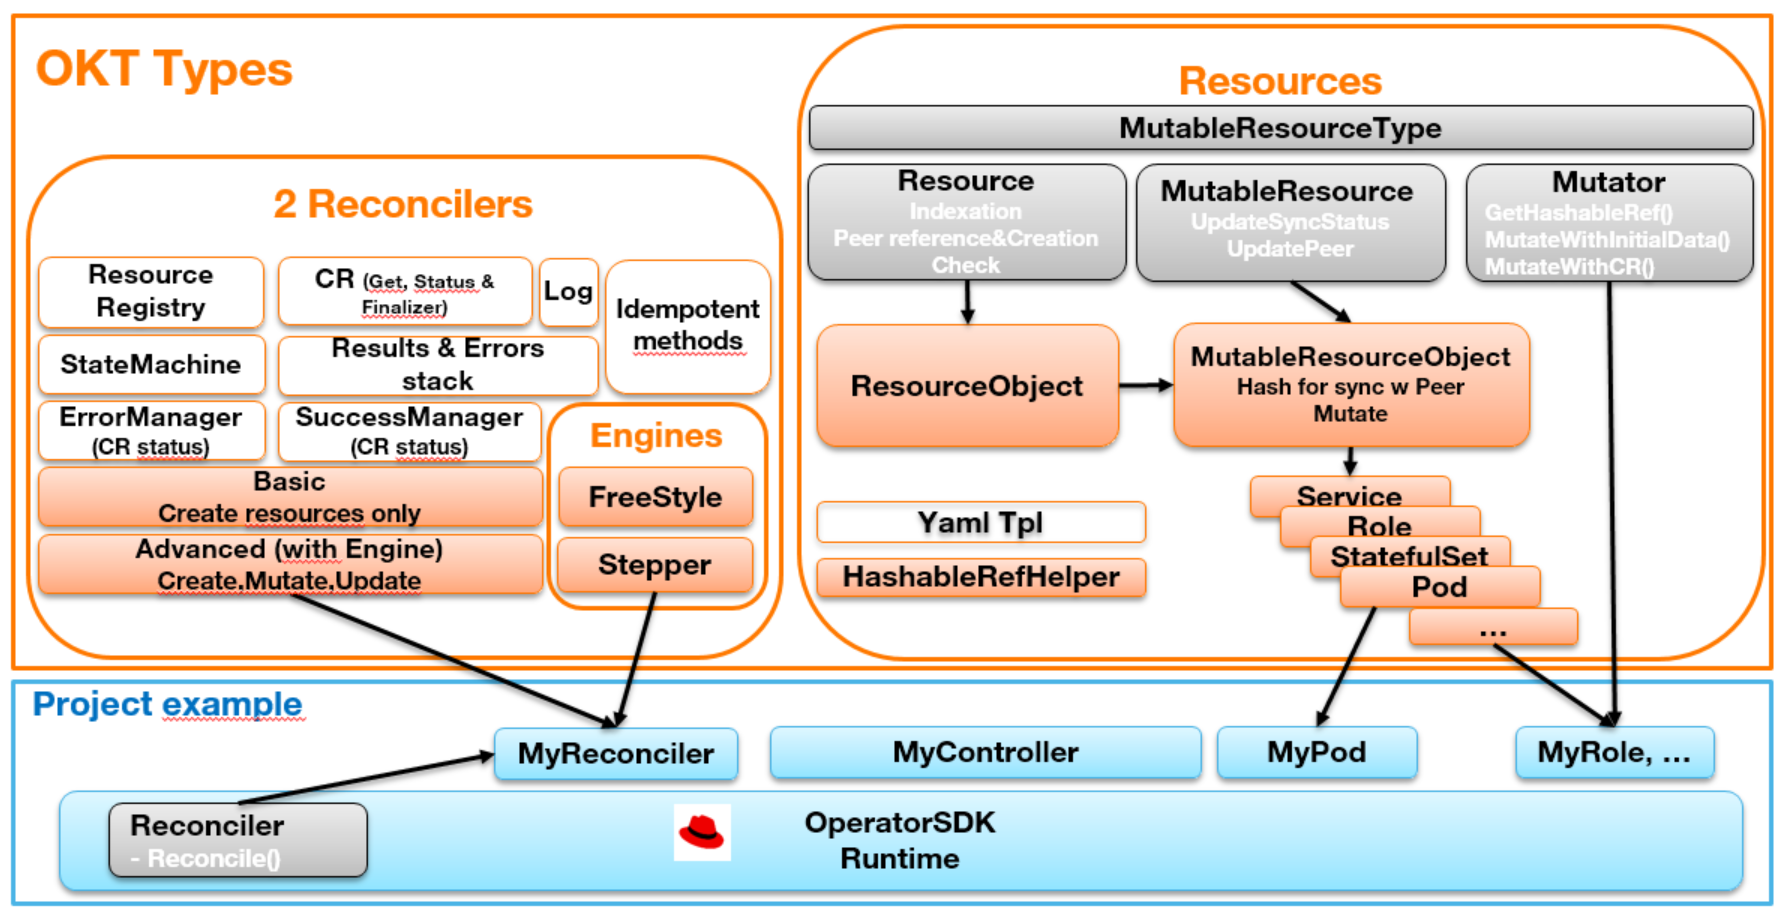 OKT Types
2 Reconcilers
Resource
Registry
CR (Get, Status &
Finalizer)
Log
Idempotent
methods
StateMachine
Results & Errors
stack
ErrorManager
(CR status)
SuccessManager
(CR status)
Engines
Basic
Create resources only
FreeStyle
Advanced (with Engine)
Create,Mutate,Update
Stepper
Resources
MutableResourceType
Resource
Indexation
Peer reference&Creation
Check
MutableResource
UpdateSyncStatus
UpdatePeer
Mutator
GetHashableRef()
MutateWithInitialData()
MutateWithCR()
ResourceObject
MutableResourceObject
Hash for sync w Peer
Mutate
Service
Role
StatefulSet
Pod
...
Yaml Tpl
HashableRefHelper
Project example
MyReconciler
MyController
MyPod
MyRole, ...
Reconciler
- Reconcile()
OperatorSDK
Runtime